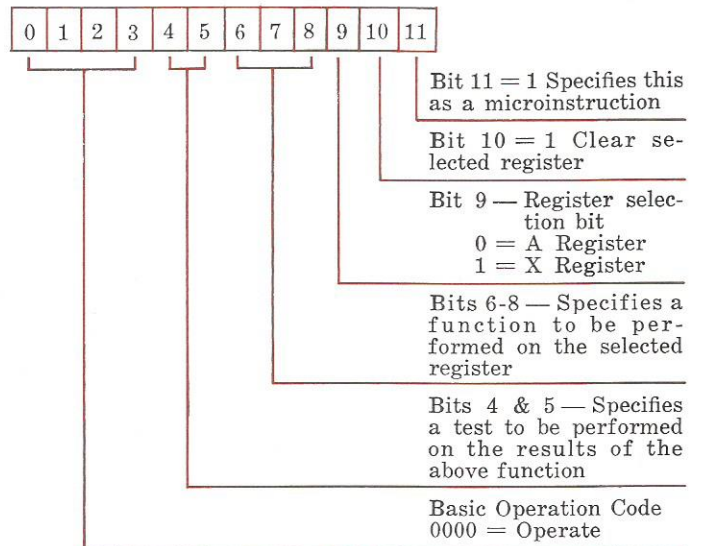 0 1 2 3 4 5 6 7 8 9 10 11
Bit 11 = 1 Specifies this
as a microinstruction
Bit 10 = 1 Clear se-
lected register
Bit 9 — Register selec-
tion bit
0 = A Register
1 = X Register
Bits 6-8 — Specifies a
function to be per-
formed on the selected
register
Bits 4 & 5 — Specifies
a test to be performed
on the results of the
above function
Basic Operation Code
0000 = Operate